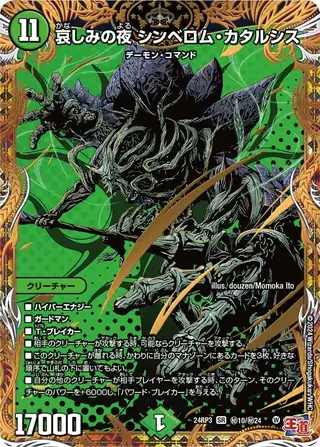 11
かな
よる
哀しみの夜 シンベロム・カタルシス
デーモン・コマンド
illus. douzen/Momoka Ito
クリーチャー
■ ハイパーエナジー
■ ガードマン
■ T・ブレイカー
■ 相手のクリーチャーが攻撃する時、可能ならクリーチャーを攻撃する。
■ このクリーチャーが離れる時、かわりに自分のマナゾーンにあるカードを3枚、好きな
順序で山札の下に置いてもよい。
■ 自分の他のクリーチャーが相手プレイヤーを攻撃する時、このターン、そのクリー
チャーのパワーを+6000し、「パワード・ブレイカー」を与える。
24RP3 SR M10/M24 W
17000
1
王道